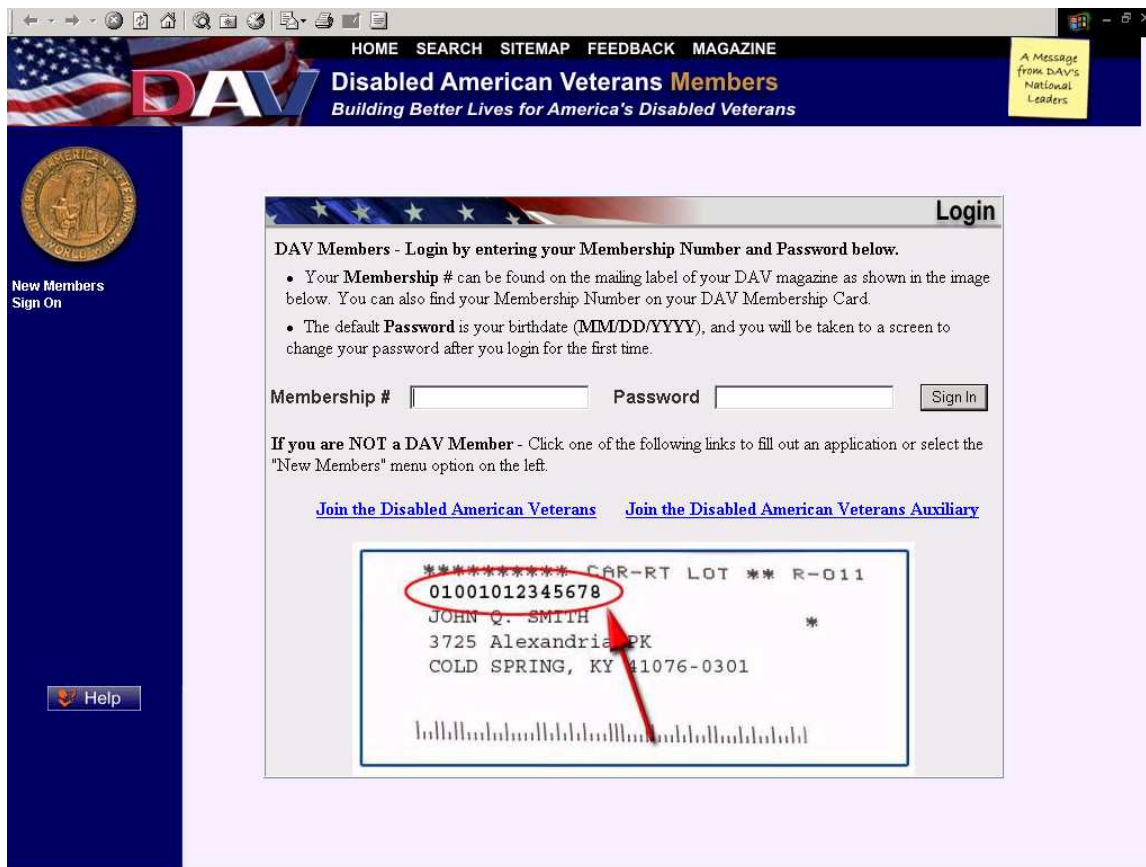 HOME SEARCH SITEMAP FEEDBACK MAGAZINE
DAV
Disabled American Veterans Members
Building Better Lives for America's Disabled Veterans
A Message
from DAV's
National
Leaders
DISABLED AMERICAN VETERANS
WORLD WAR
New Members
Sign On
Help
Login
DAV Members - Login by entering your Membership Number and Password below.
• Your Membership # can be found on the mailing label of your DAV magazine as shown in the image
below. You can also find your Membership Number on your DAV Membership Card.
• The default Password is your birthdate (MM/DD/YYYY), and you will be taken to a screen to
change your password after you login for the first time.
Membership # Password Sign In
If you are NOT a DAV Member - Click one of the following links to fill out an application or select the
"New Members" menu option on the left.
Join the Disabled American Veterans Join the Disabled American Veterans Auxiliary
********** CAR-RT LOT ** R-011
01001012345678
JOHN Q. SMITH *
3725 Alexandria PK
COLD SPRING, KY 41076-0301